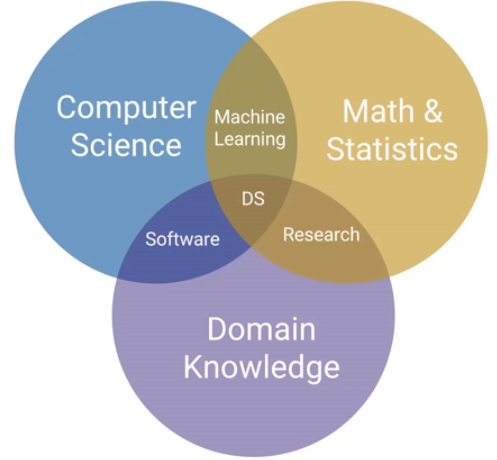 Computer
Science
Math &
Statistics
Machine
Learning
DS
Software
Research
Domain
Knowledge